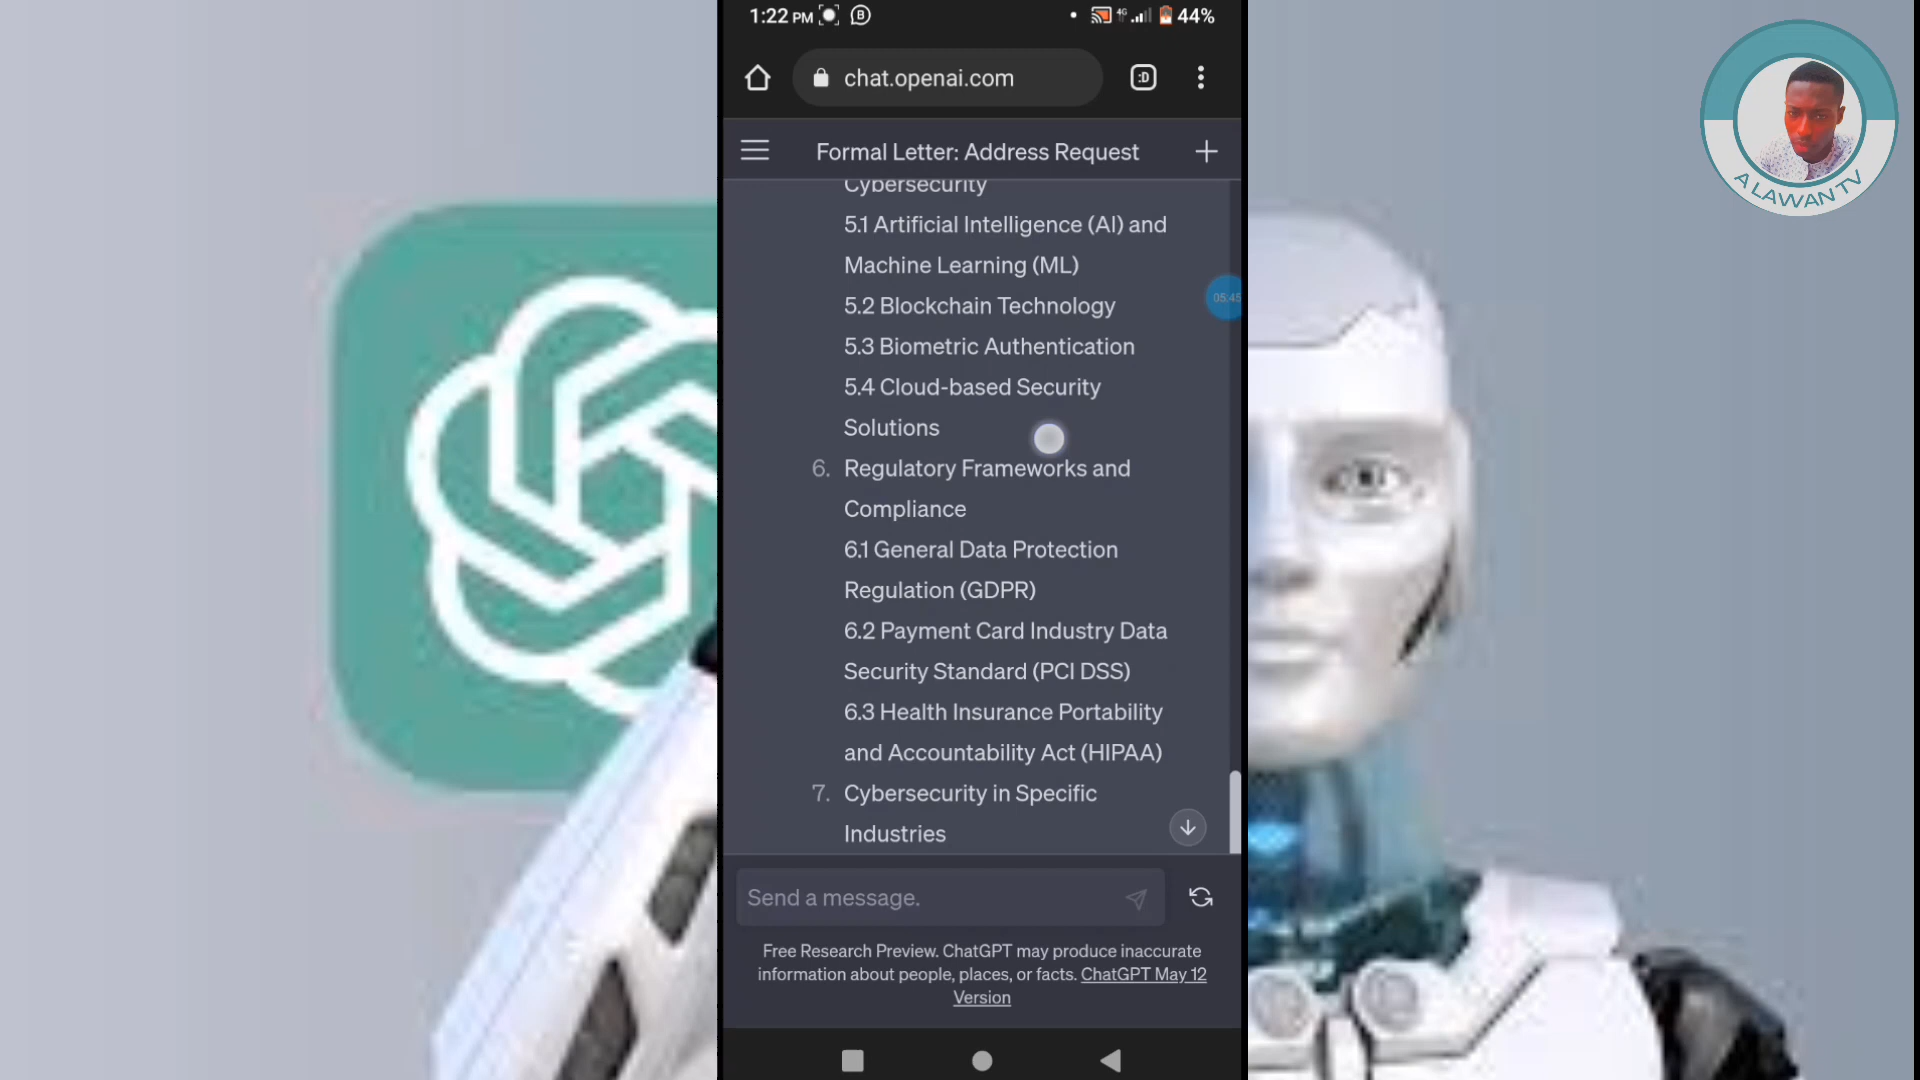 1:22 PM
4G
44%
chat.openai.com
:D
Formal Letter: Address Request
Cybersecurity
5.1 Artificial Intelligence (AI) and
Machine Learning (ML)
05:45
5.2 Blockchain Technology
5.3 Biometric Authentication
5.4 Cloud-based Security
Solutions
6. Regulatory Frameworks and
Compliance
6.1 General Data Protection
Regulation (GDPR)
6.2 Payment Card Industry Data
Security Standard (PCI DSS)
6.3 Health Insurance Portability
and Accountability Act (HIPAA)
7. Cybersecurity in Specific
Industries
Send a message.
Free Research Preview. ChatGPT may produce inaccurate
information about people, places, or facts. ChatGPT May 12
Version
A LAWAN TV